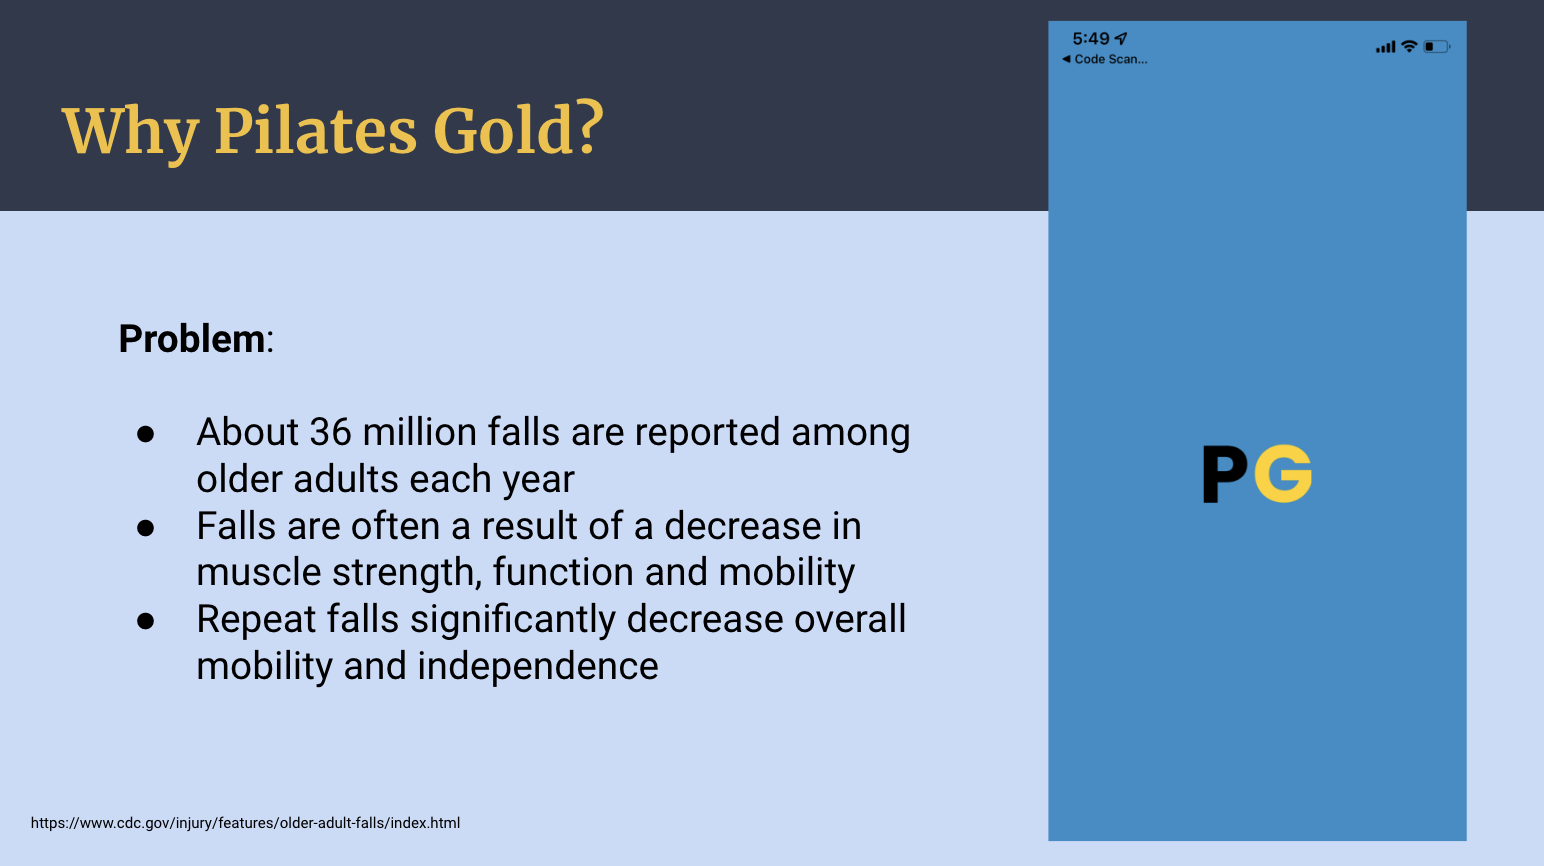 Why Pilates Gold?
Problem:
● About 36 million falls are reported among
older adults each year
● Falls are often a result of a decrease in
muscle strength, function and mobility
● Repeat falls significantly decrease overall
mobility and independence
https://www.cdc.gov/injury/features/older-adult-falls/index.html
5:49
◀ Code Scan...
PG